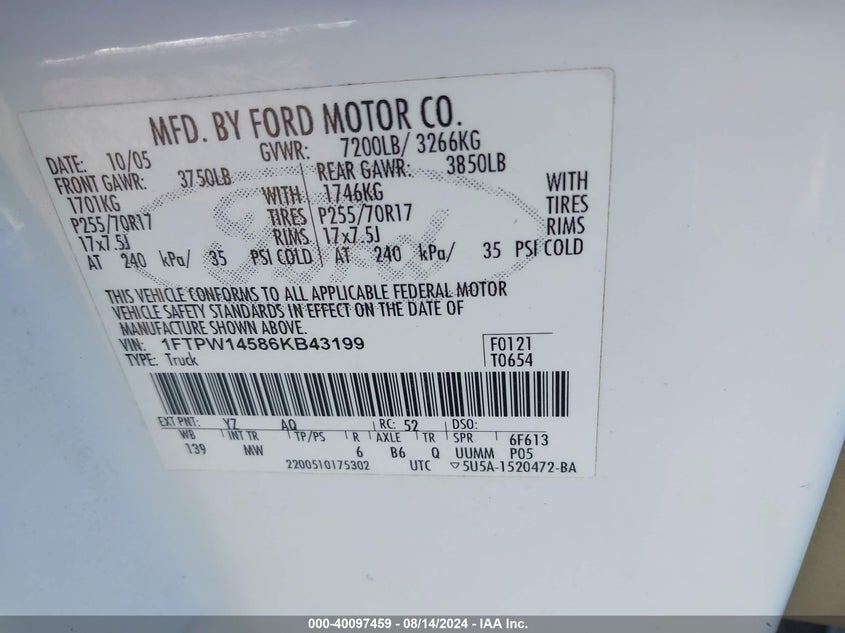 MFD. BY FORD MOTOR CO.
DATE: 10/05 GVWR: 7200LB/ 3266KG
FRONT GAWR: 3750LB REAR GAWR: 3850LB
1701KG WITH 1746KG WITH
P255/70R17 TIRES P255/70R17 TIRES
17x7.5J RIMS 17x7.5J RIMS
AT 240 kPa/ 35 PSI COLD AT 240 kPa/ 35 PSI COLD
Ford
THIS VEHICLE CONFORMS TO ALL APPLICABLE FEDERAL MOTOR
VEHICLE SAFETY STANDARDS IN EFFECT ON THE DATE OF
MANUFACTURE SHOWN ABOVE.
VIN: 1FTPW14586KB43199 F0121
TYPE: Truck T0654
EXT PNT: YZ AQ RC: 52 DSO:
WB INT TR TP/PS R AXLE TR SPR 6F613
139 MW 6 B6 Q UUMM P05
2200510175302 UTC ▽5U5A-1520472-BA
000-40097459 - 08/14/2024 - IAA Inc.